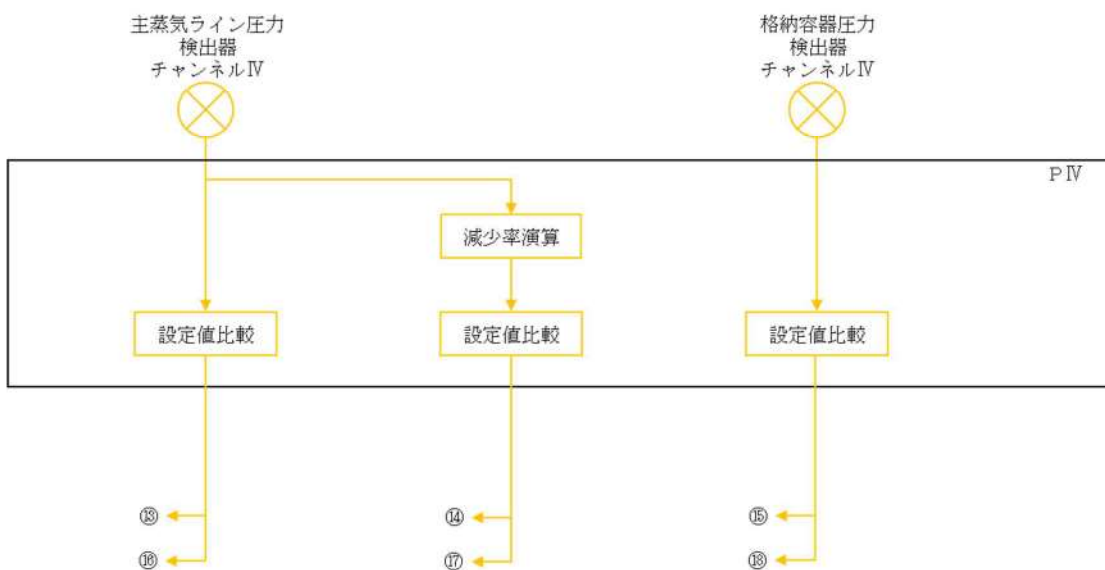 主蒸気ライン圧力
検出器
チャンネルⅣ
格納容器圧力
検出器
チャンネルⅣ
PⅣ
減少率演算
設定値比較
設定値比較
設定値比較
⑬
⑭
⑮
⑯
⑰
⑱